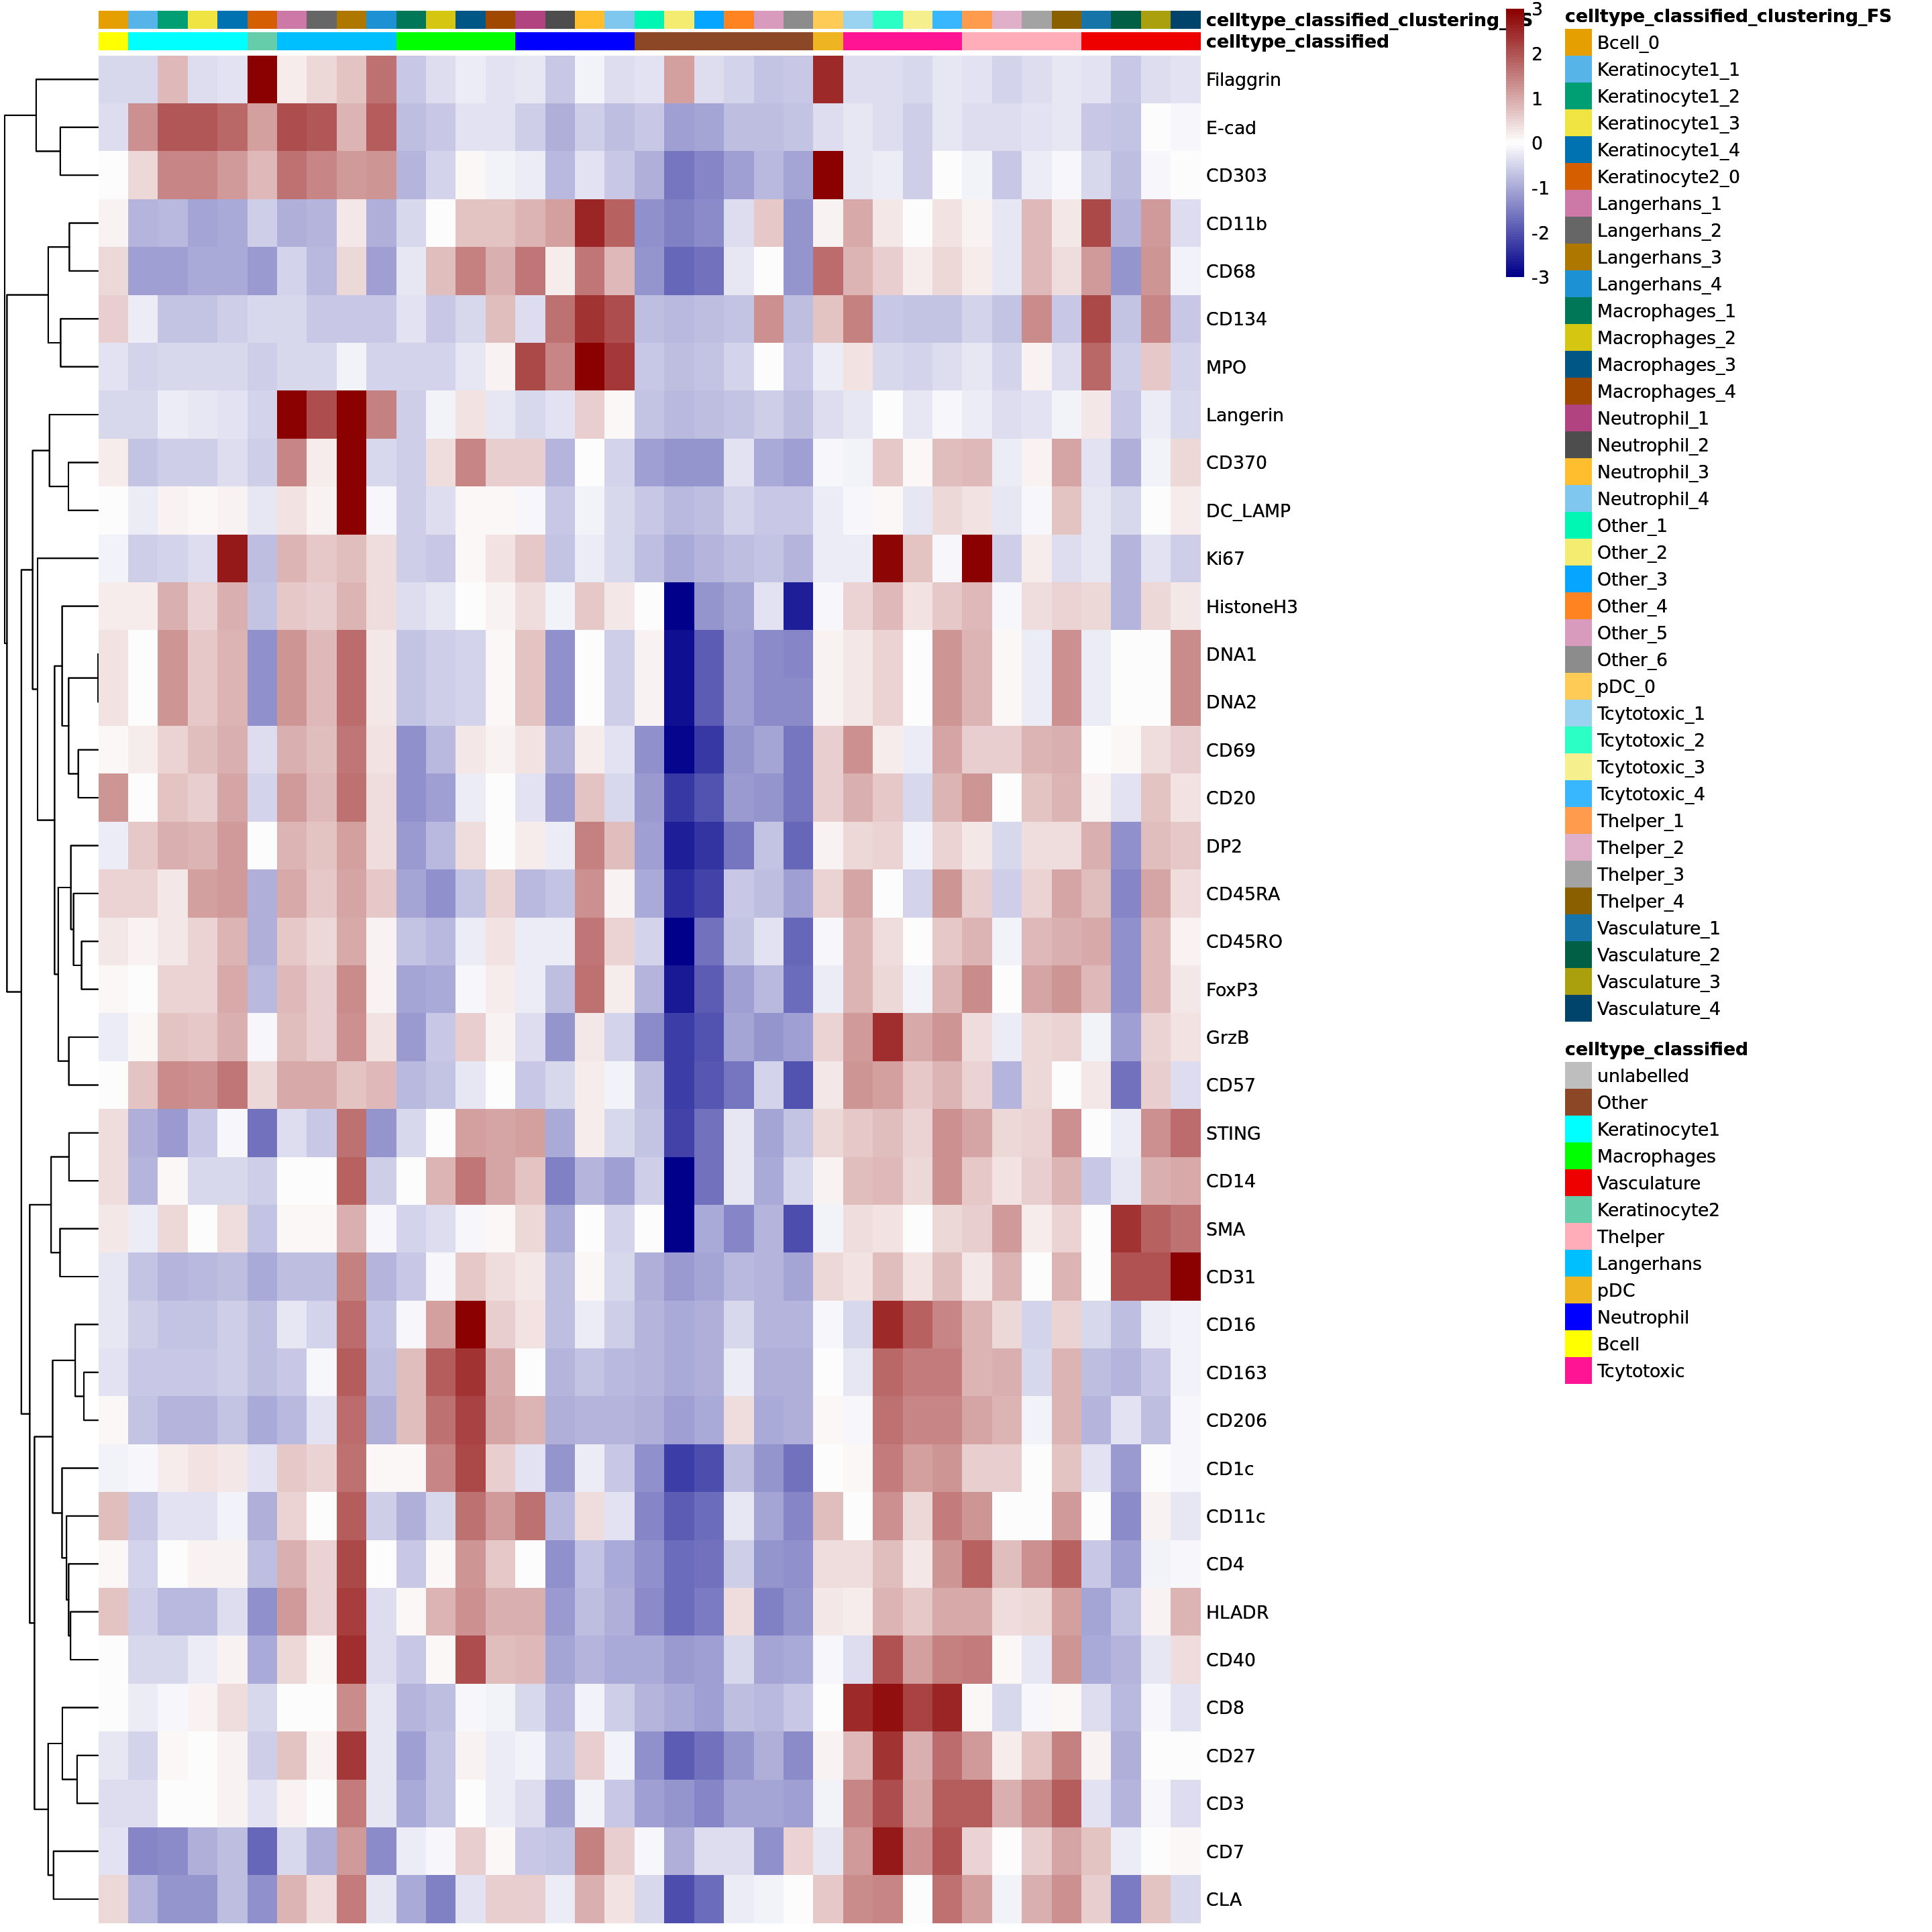 celltype_classified_clustering_FS
celltype_classified
Filaggrin
E-cad
CD303
CD11b
CD68
CD134
MPO
Langerin
CD370
DC_LAMP
Ki67
HistoneH3
DNA1
DNA2
CD69
CD20
DP2
CD45RA
CD45RO
FoxP3
GrzB
CD57
STING
CD14
SMA
CD31
CD16
CD163
CD206
CD1c
CD11c
CD4
HLADR
CD40
CD8
CD27
CD3
CD7
CLA
3
2
1
0
-1
-2
-3
celltype_classified_clustering_FS
Bcell_0
Keratinocyte1_1
Keratinocyte1_2
Keratinocyte1_3
Keratinocyte1_4
Keratinocyte2_0
Langerhans_1
Langerhans_2
Langerhans_3
Langerhans_4
Macrophages_1
Macrophages_2
Macrophages_3
Macrophages_4
Neutrophil_1
Neutrophil_2
Neutrophil_3
Neutrophil_4
Other_1
Other_2
Other_3
Other_4
Other_5
Other_6
pDC_0
Tcytotoxic_1
Tcytotoxic_2
Tcytotoxic_3
Tcytotoxic_4
Thelper_1
Thelper_2
Thelper_3
Thelper_4
Vasculature_1
Vasculature_2
Vasculature_3
Vasculature_4
celltype_classified
unlabelled
Other
Keratinocyte1
Macrophages
Vasculature
Keratinocyte2
Thelper
Langerhans
pDC
Neutrophil
Bcell
Tcytotoxic